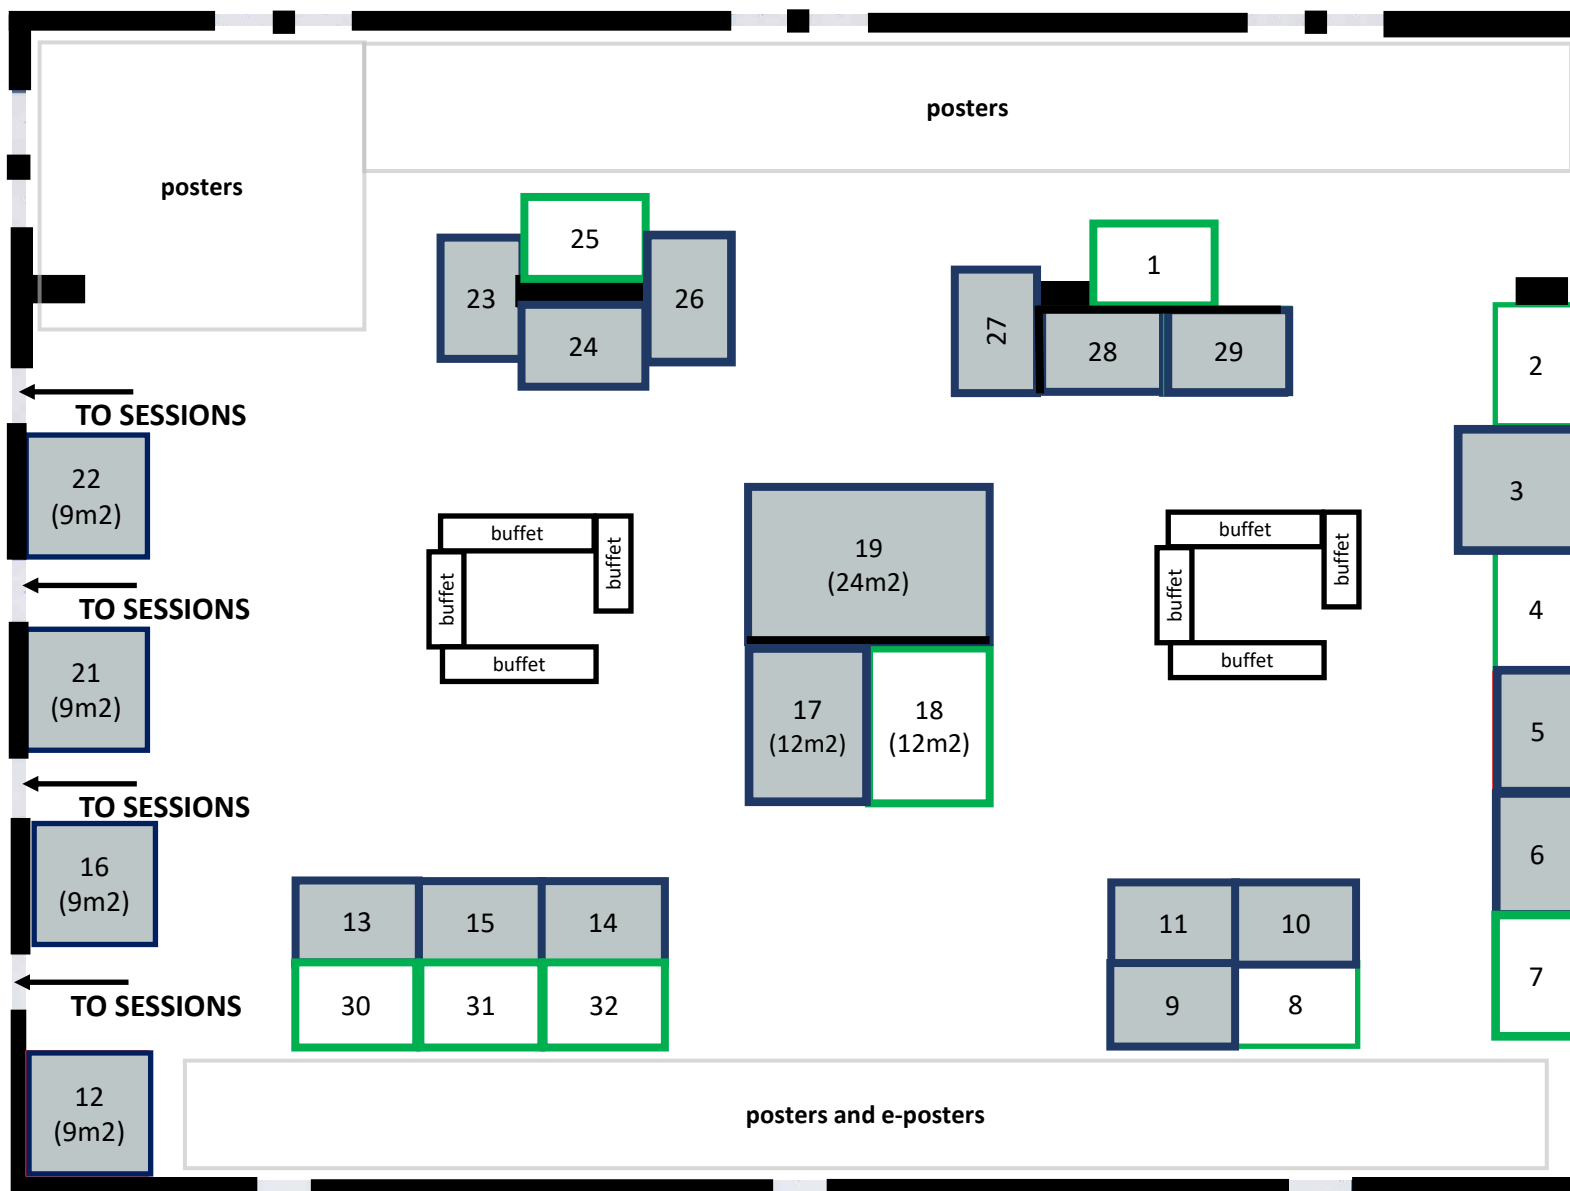 posters
posters
25
23
26
24
1
27
28
29
2
TO SESSIONS
22
(9m2)
3
buffet
buffet
buffet
buffet
19
(24m2)
buffet
buffet
buffet
buffet
TO SESSIONS
4
21
(9m2)
17
(12m2)
18
(12m2)
5
TO SESSIONS
16
(9m2)
6
13
15
14
11
10
30
31
32
9
8
7
TO SESSIONS
12
(9m2)
posters and e-posters